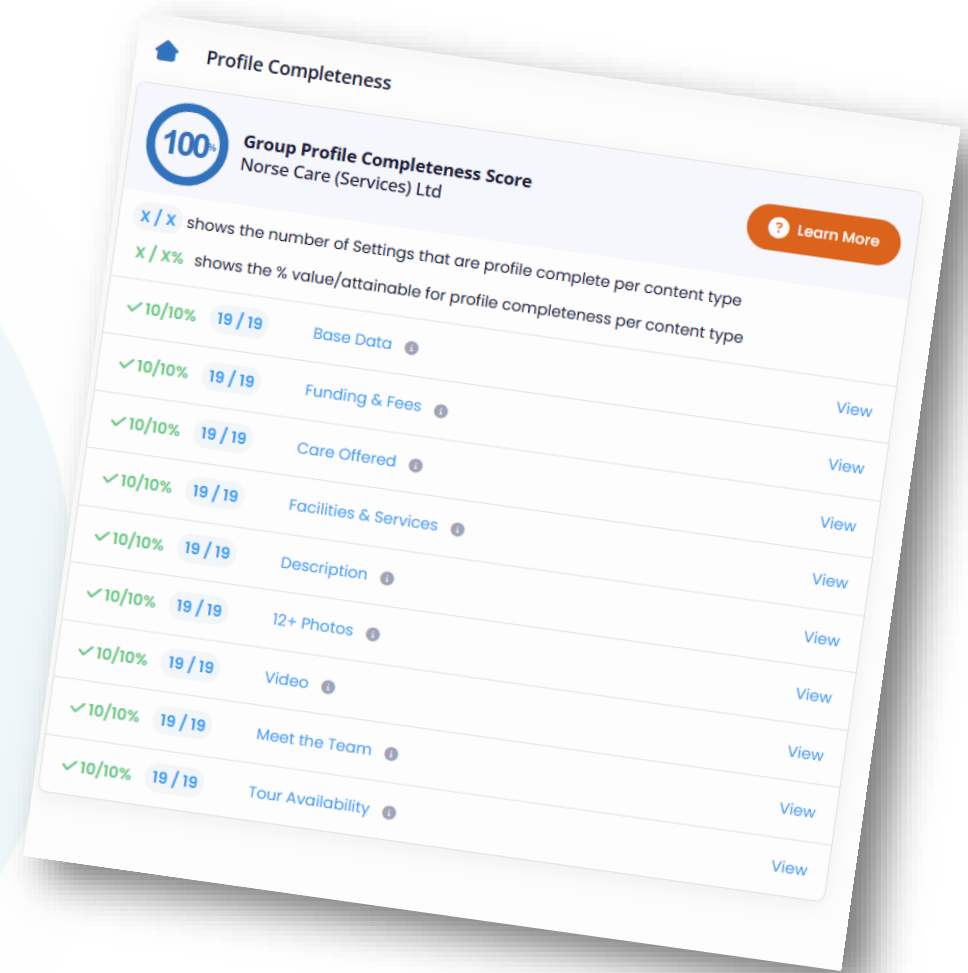 Profile Completeness
100%
Group Profile Completeness Score
Norse Care (Services) Ltd
? Learn More
X / X shows the number of Settings that are profile complete per content type
X / X% shows the % value/attainable for profile completeness per content type
10/10% 19 / 19 Base Data View
10/10% 19 / 19 Funding & Fees View
10/10% 19 / 19 Care Offered View
10/10% 19 / 19 Facilities & Services View
10/10% 19 / 19 Description View
10/10% 19 / 19 12+ Photos View
10/10% 19 / 19 Video View
10/10% 19 / 19 Meet the Team View
10/10% 19 / 19 Tour Availability View